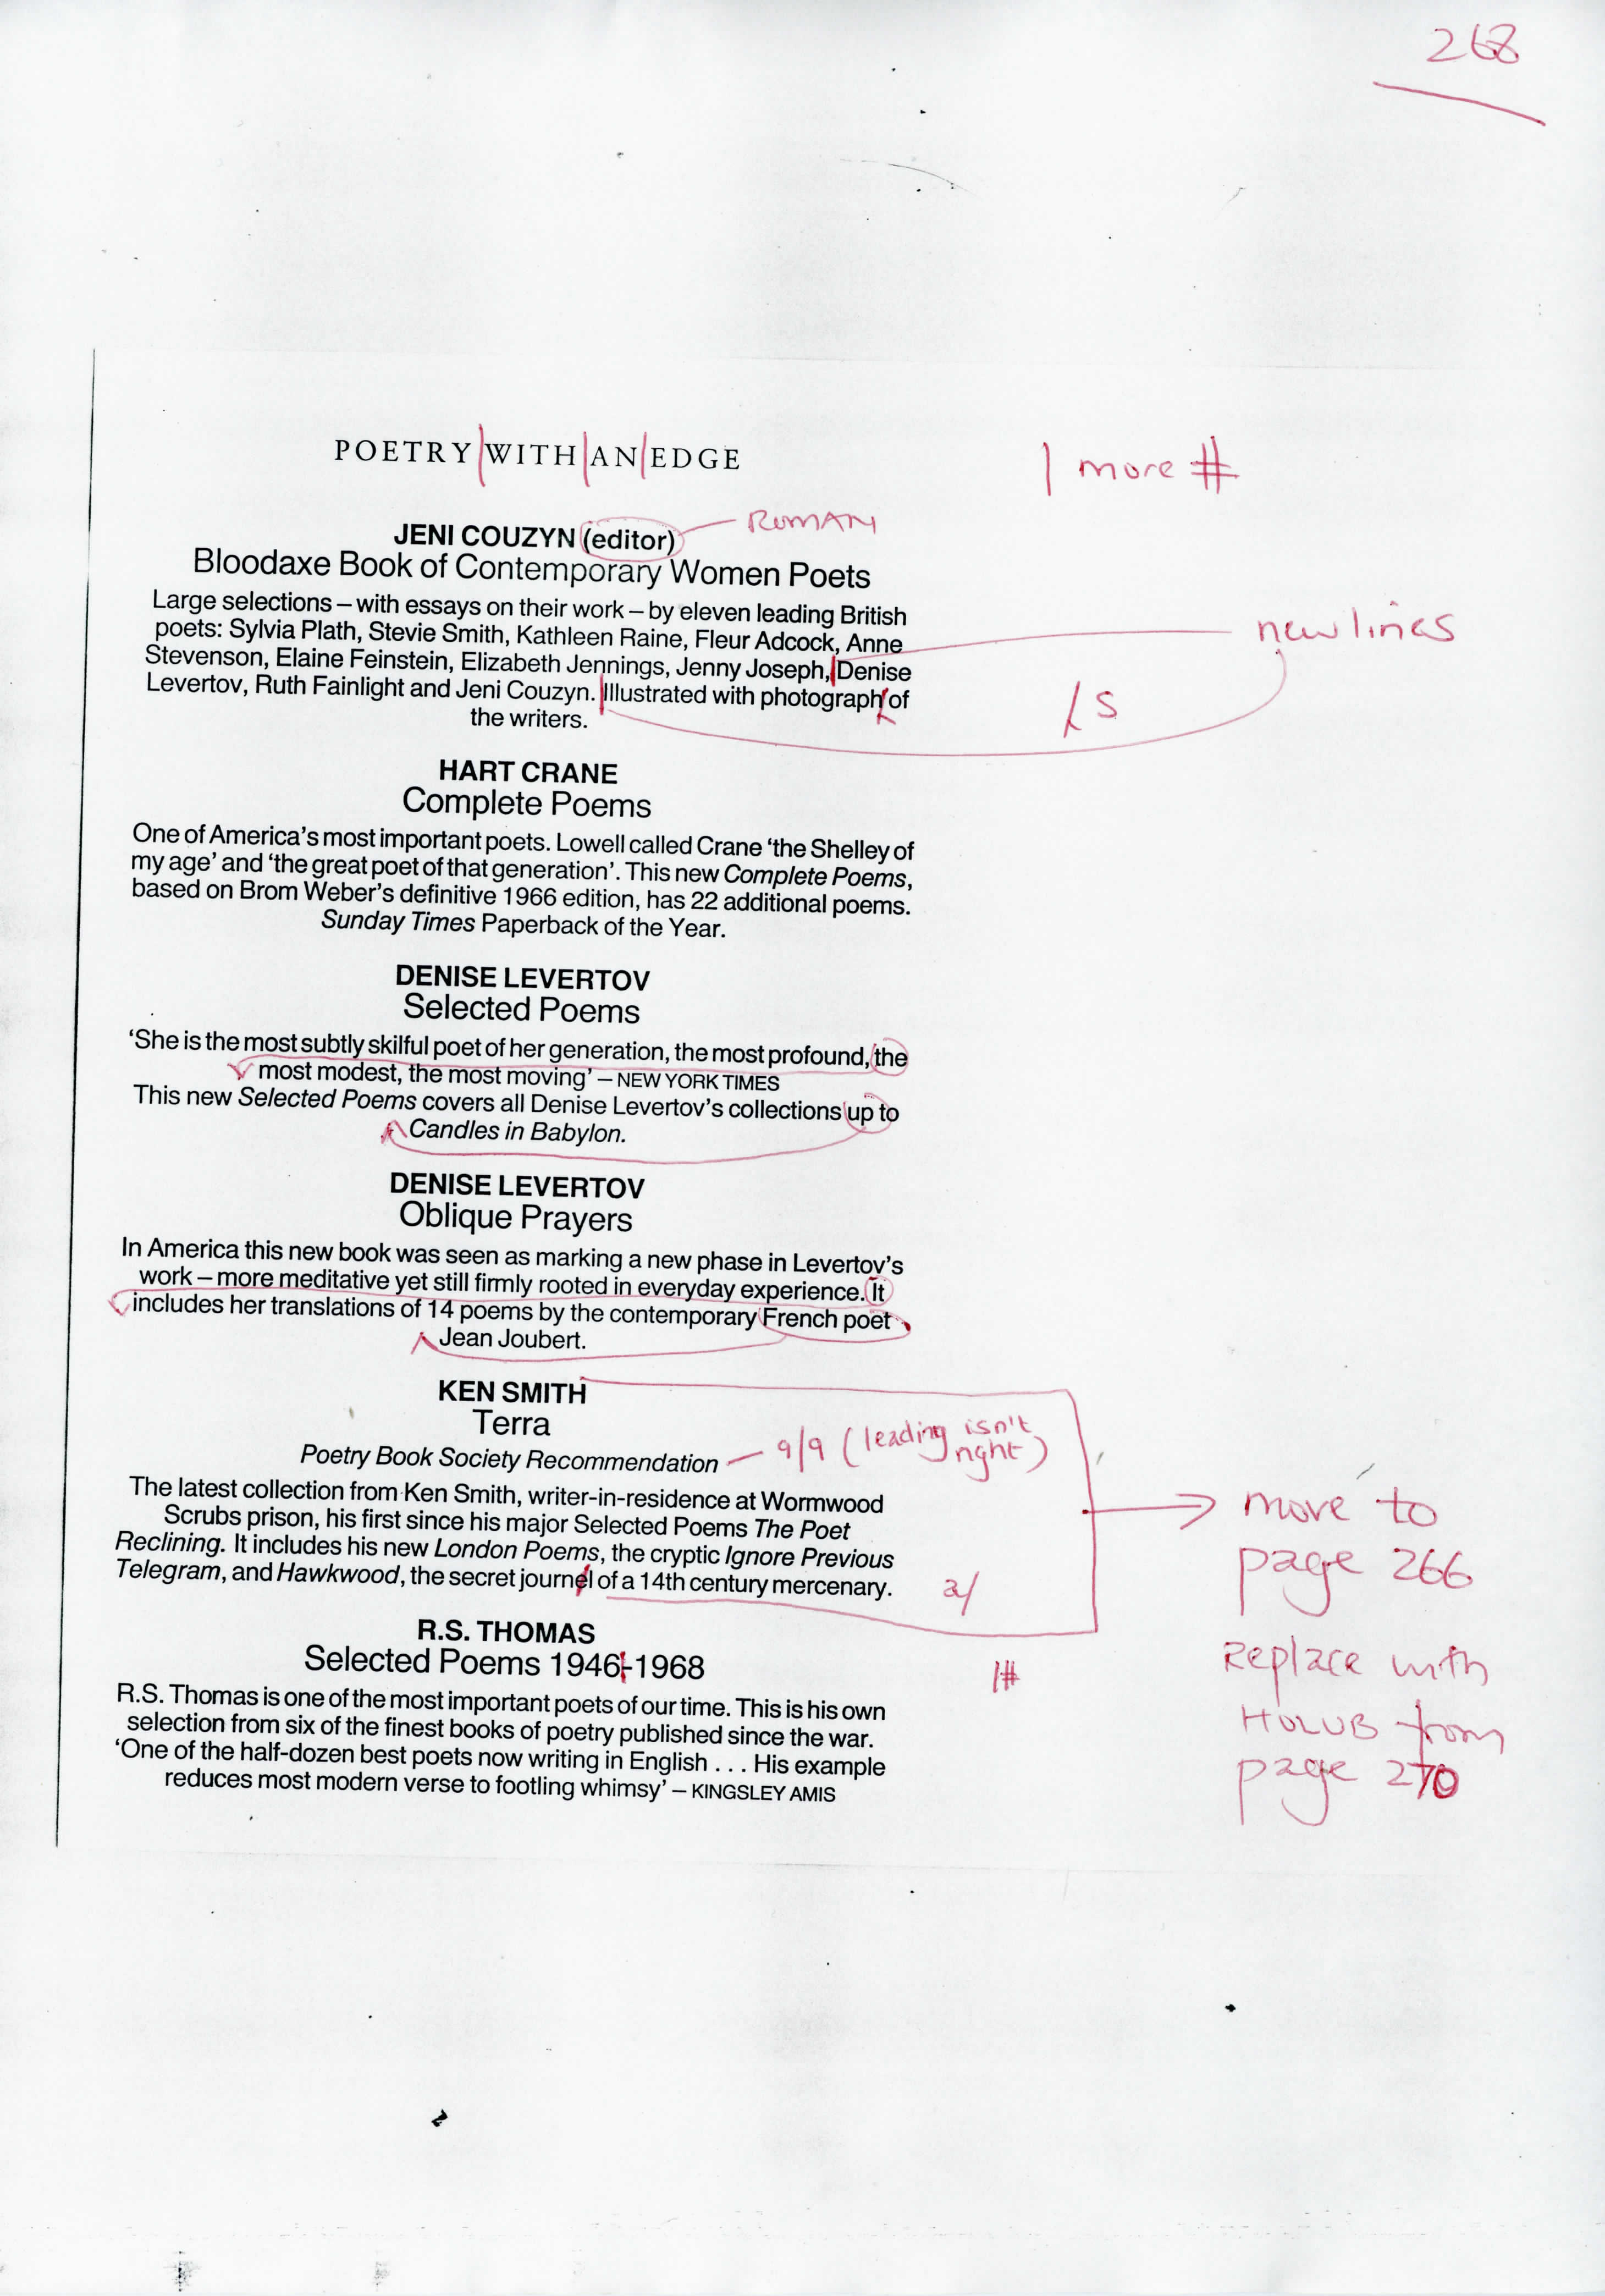 268
POETRY WITH AN EDGE
| more #
JENI COUZYN (editor)
ROMAN
Bloodaxe Book of Contemporary Women Poets
Large selections – with essays on their work – by eleven leading British
poets: Sylvia Plath, Stevie Smith, Kathleen Raine, Fleur Adcock, Anne
new lines
Stevenson, Elaine Feinstein, Elizabeth Jennings, Jenny Joseph, Denise
Levertov, Ruth Fainlight and Jeni Couzyn. Illustrated with photograph of
s
the writers.
HART CRANE
Complete Poems
One of America's most important poets. Lowell called Crane ‘the Shelley of
my age’ and ‘the great poet of that generation’. This new Complete Poems,
based on Brom Weber's definitive 1966 edition, has 22 additional poems.
Sunday Times Paperback of the Year.
DENISE LEVERTOV
Selected Poems
‘She is the most subtly skilful poet of her generation, the most profound, the
most modest, the most moving’ – NEW YORK TIMES
This new Selected Poems covers all Denise Levertov's collections up to
Candles in Babylon.
DENISE LEVERTOV
Oblique Prayers
In America this new book was seen as marking a new phase in Levertov's
work – more meditative yet still firmly rooted in everyday experience. It
includes her translations of 14 poems by the contemporary French poet
Jean Joubert.
KEN SMITH
Terra
Poetry Book Society Recommendation
9/9 (leading isn't
right)
The latest collection from Ken Smith, writer-in-residence at Wormwood
Scrubs prison, his first since his major Selected Poems The Poet
Reclining. It includes his new London Poems, the cryptic Ignore Previous
Telegram, and Hawkwood, the secret journel of a 14th century mercenary.
a/
move to
page 266
Replace with
HOLUB from
page 270
R.S. THOMAS
Selected Poems 1946-1968
|#
R.S. Thomas is one of the most important poets of our time. This is his own
selection from six of the finest books of poetry published since the war.
‘One of the half-dozen best poets now writing in English . . . His example
reduces most modern verse to footling whimsy’ – KINGSLEY AMIS